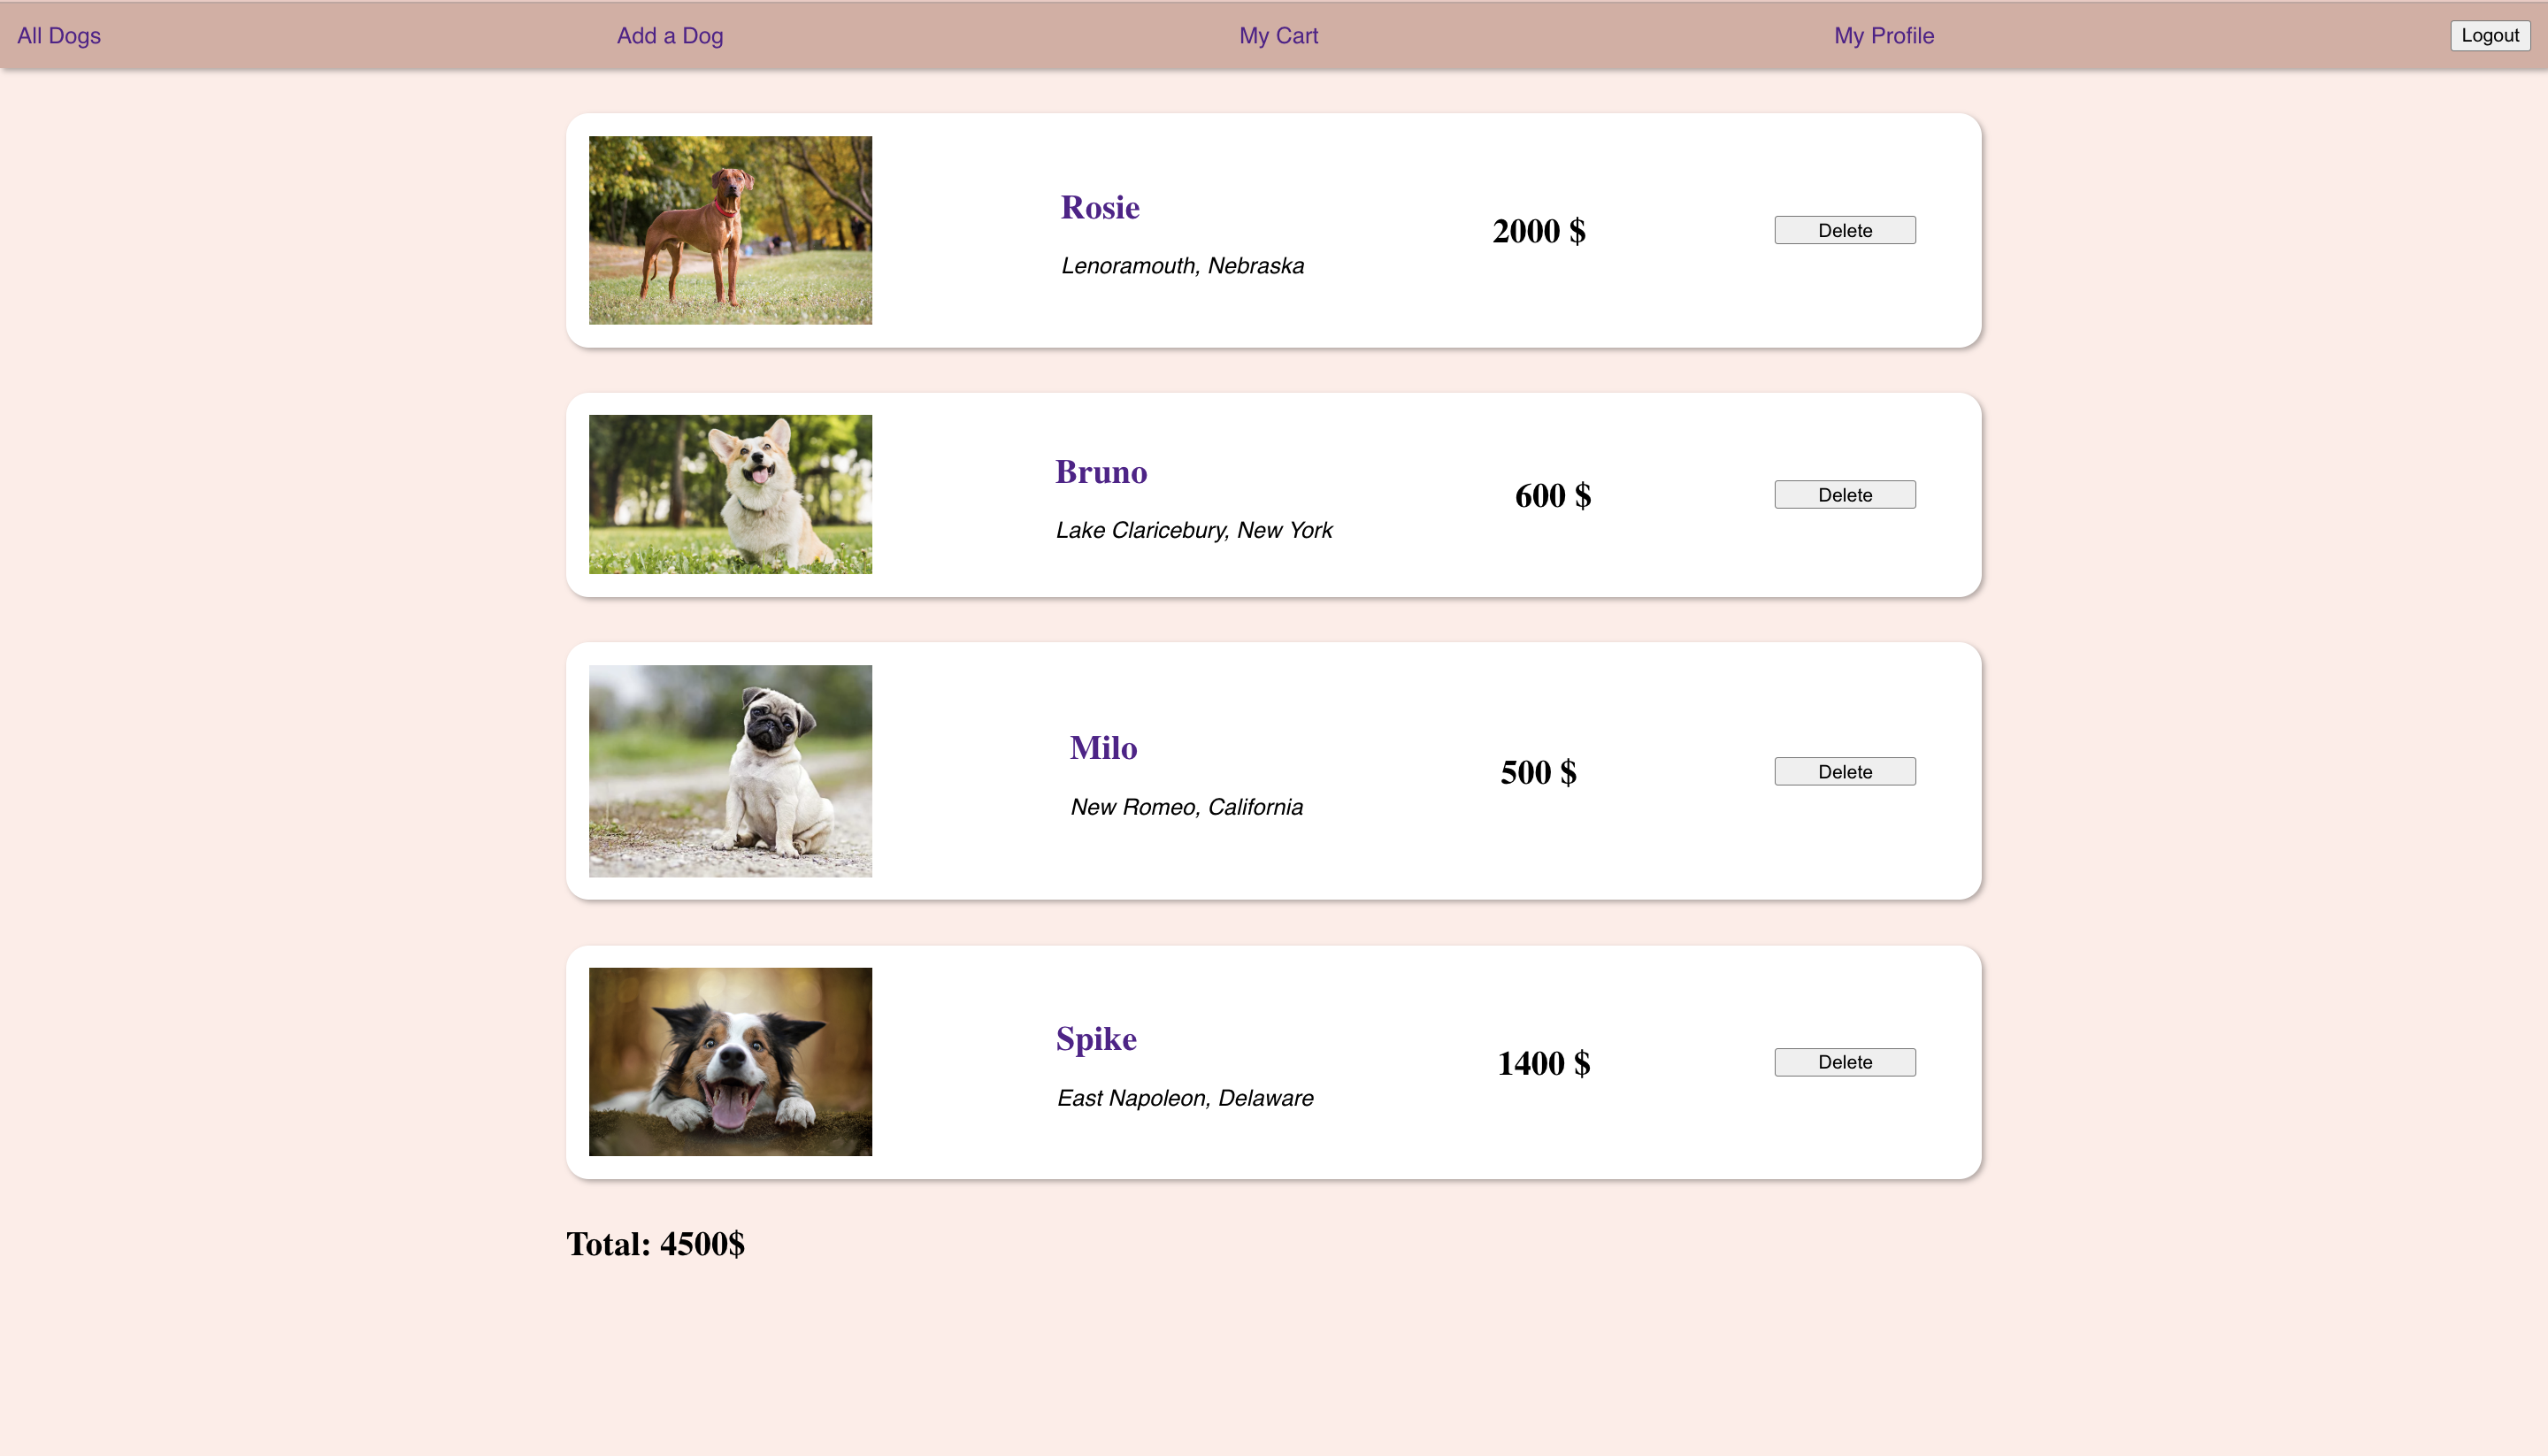 All Dogs Add a Dog My Cart My Profile Logout
Rosie
2000 $ Delete
Lenoramouth, Nebraska
Bruno
600 $ Delete
Lake Claricebury, New York
Milo
500 $ Delete
New Romeo, California
Spike
1400 $ Delete
East Napoleon, Delaware
Total: 4500$